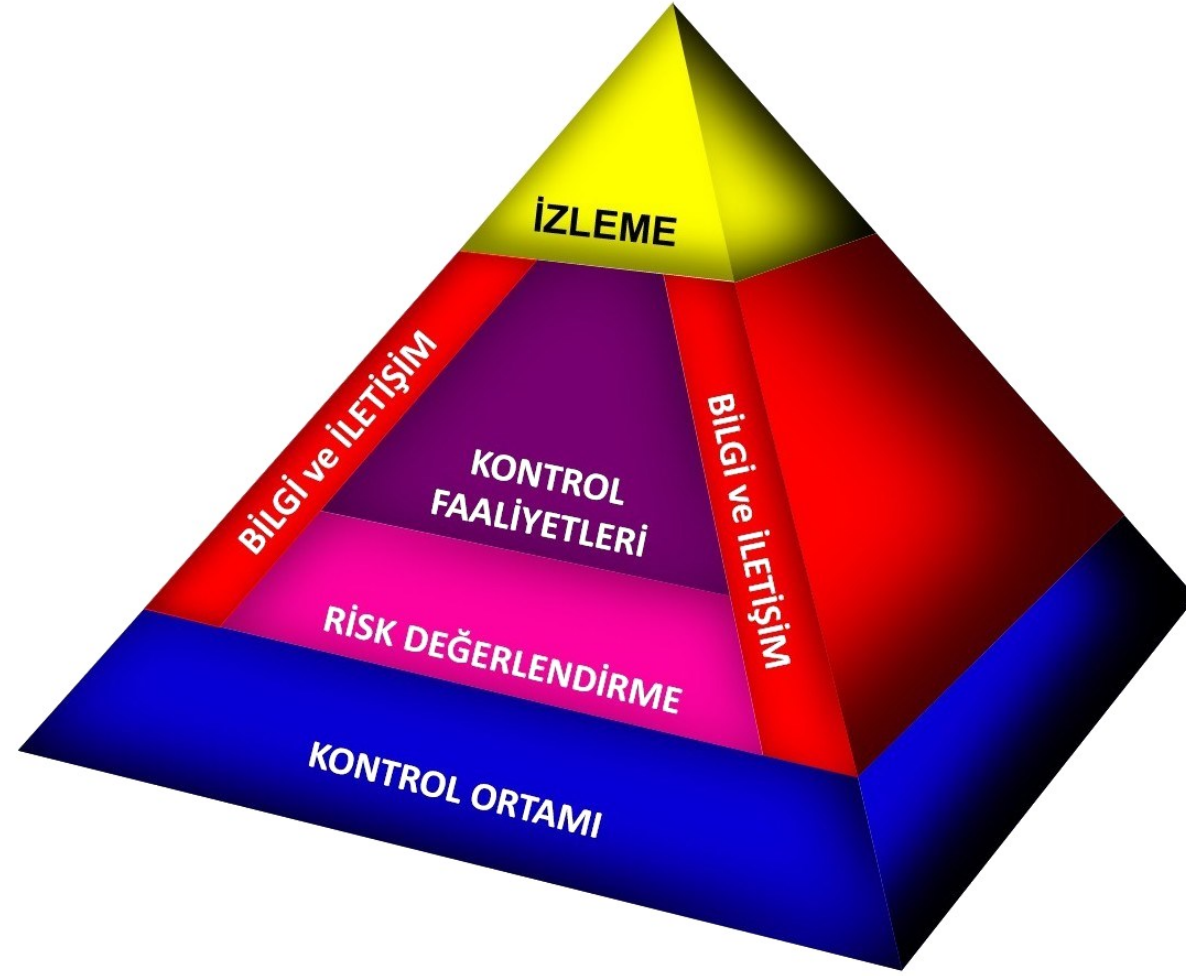 İZLEME
BİLGİ ve İLETİŞİM
KONTROL
FAALİYETLERİ
BİLGİ ve İLETİŞİM
RİSK DEĞERLENDİRME
KONTROL ORTAMI